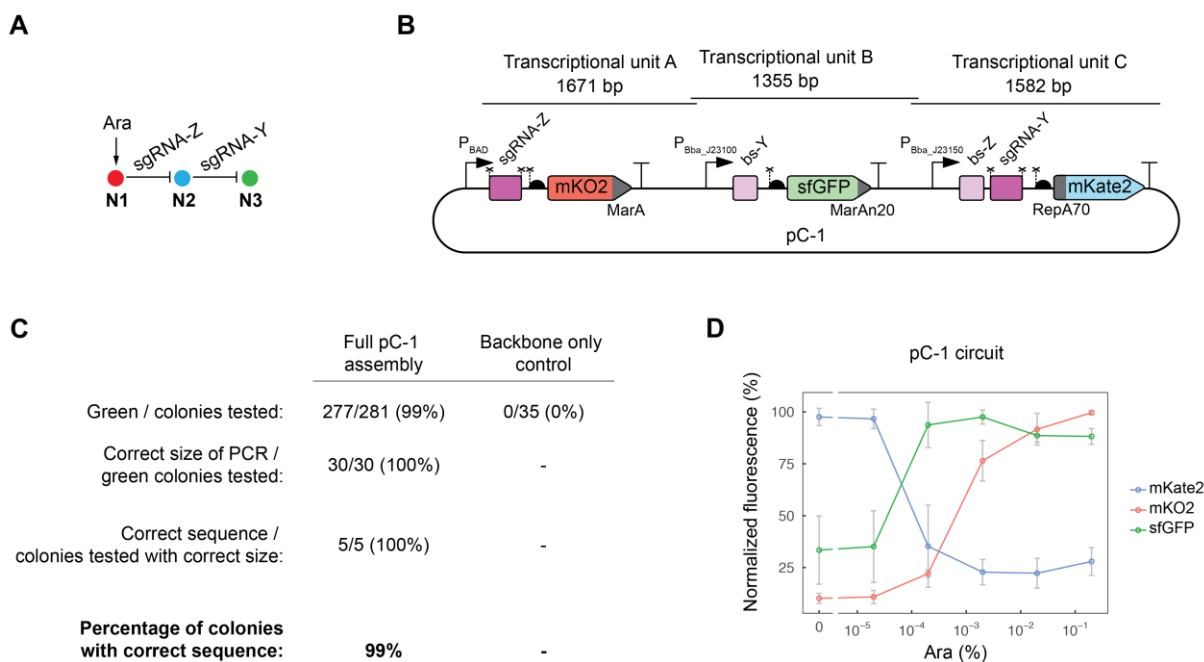 A
Ara
sgRNA-Z
sgRNA-Y
N1
N2
N3
B
Transcriptional unit A
1671 bp
Transcriptional unit B
1355 bp
Transcriptional unit C
1582 bp
PBAD
sgRNA-Z
mKO2
MarA
PBba_J23100
bs-Y
sfGFP
MarAn20
PBba_J23150
bs-Z
sgRNA-Y
mKate2
RepA70
pC-1
C
Full pC-1
assembly
Backbone only
control
Green / colonies tested: 277/281 (99%) 0/35 (0%)
Correct size of PCR /
green colonies tested: 30/30 (100%) -
Correct sequence /
colonies tested with correct size: 5/5 (100%) -
Percentage of colonies
with correct sequence: 99% -
D
pC-1 circuit
Normalized fluorescence (%)
100
75
50
25
0 10⁻⁵ 10⁻⁴ 10⁻³ 10⁻² 10⁻¹
Ara (%)
mKate2
mKO2
sfGFP